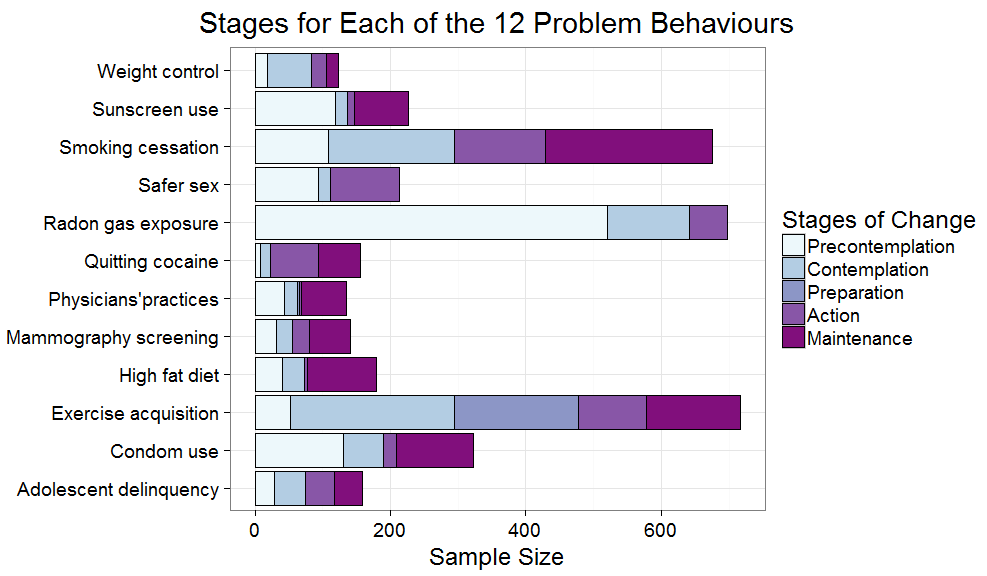 Stages for Each of the 12 Problem Behaviours
Weight control
Sunscreen use
Smoking cessation
Safer sex
Radon gas exposure
Quitting cocaine
Physicians'practices
Mammography screening
High fat diet
Exercise acquisition
Condom use
Adolescent delinquency
0 200 400 600
Sample Size
Stages of Change
Precontemplation
Contemplation
Preparation
Action
Maintenance